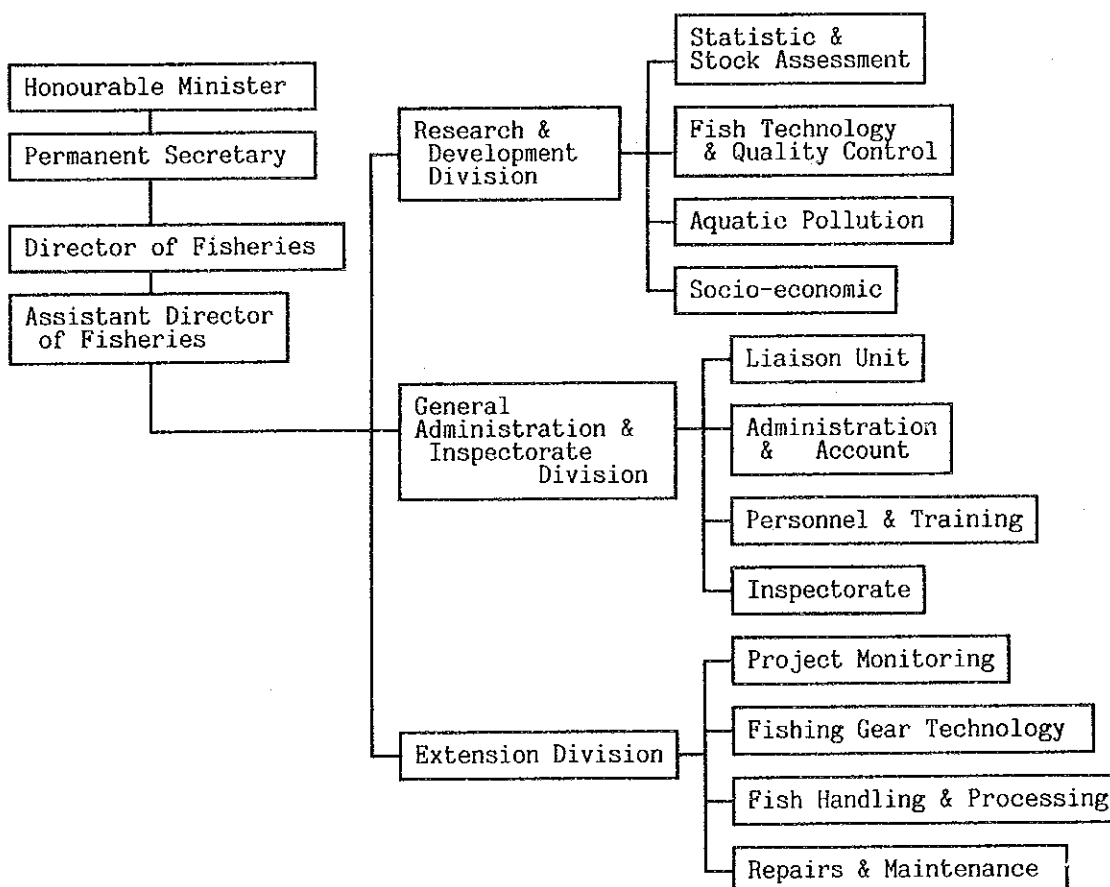 Honourable Minister
Permanent Secretary
Director of Fisheries
Assistant Director
of Fisheries
Research &
Development
Division
Statistic &
Stock Assessment
Fish Technology
& Quality Control
Aquatic Pollution
Socio-economic
General
Administration &
Inspectorate
Division
Liaison Unit
Administration
& Account
Personnel & Training
Inspectorate
Extension Division
Project Monitoring
Fishing Gear Technology
Fish Handling & Processing
Repairs & Maintenance